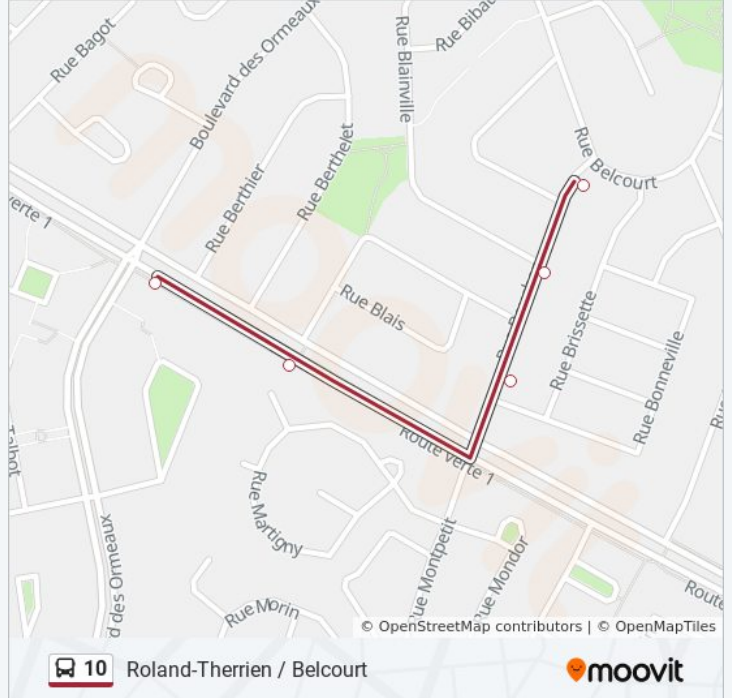 Rue Bagot
Boulevard des Ormeaux
Rue Blainville
Rue Belcourt
Rue Berthelet
Rue Berthier
verte 1
Rue Blais
Rue Brissette
Rue Bonneville
Route verte 1
Talbot
Rue Martigny
d des Ormeaux
Rue Montpetit
Rue Mondor
Rue Morin
Route
© OpenStreetMap contributors | © OpenMapTiles
10 Roland-Therrien / Belcourt
moovit